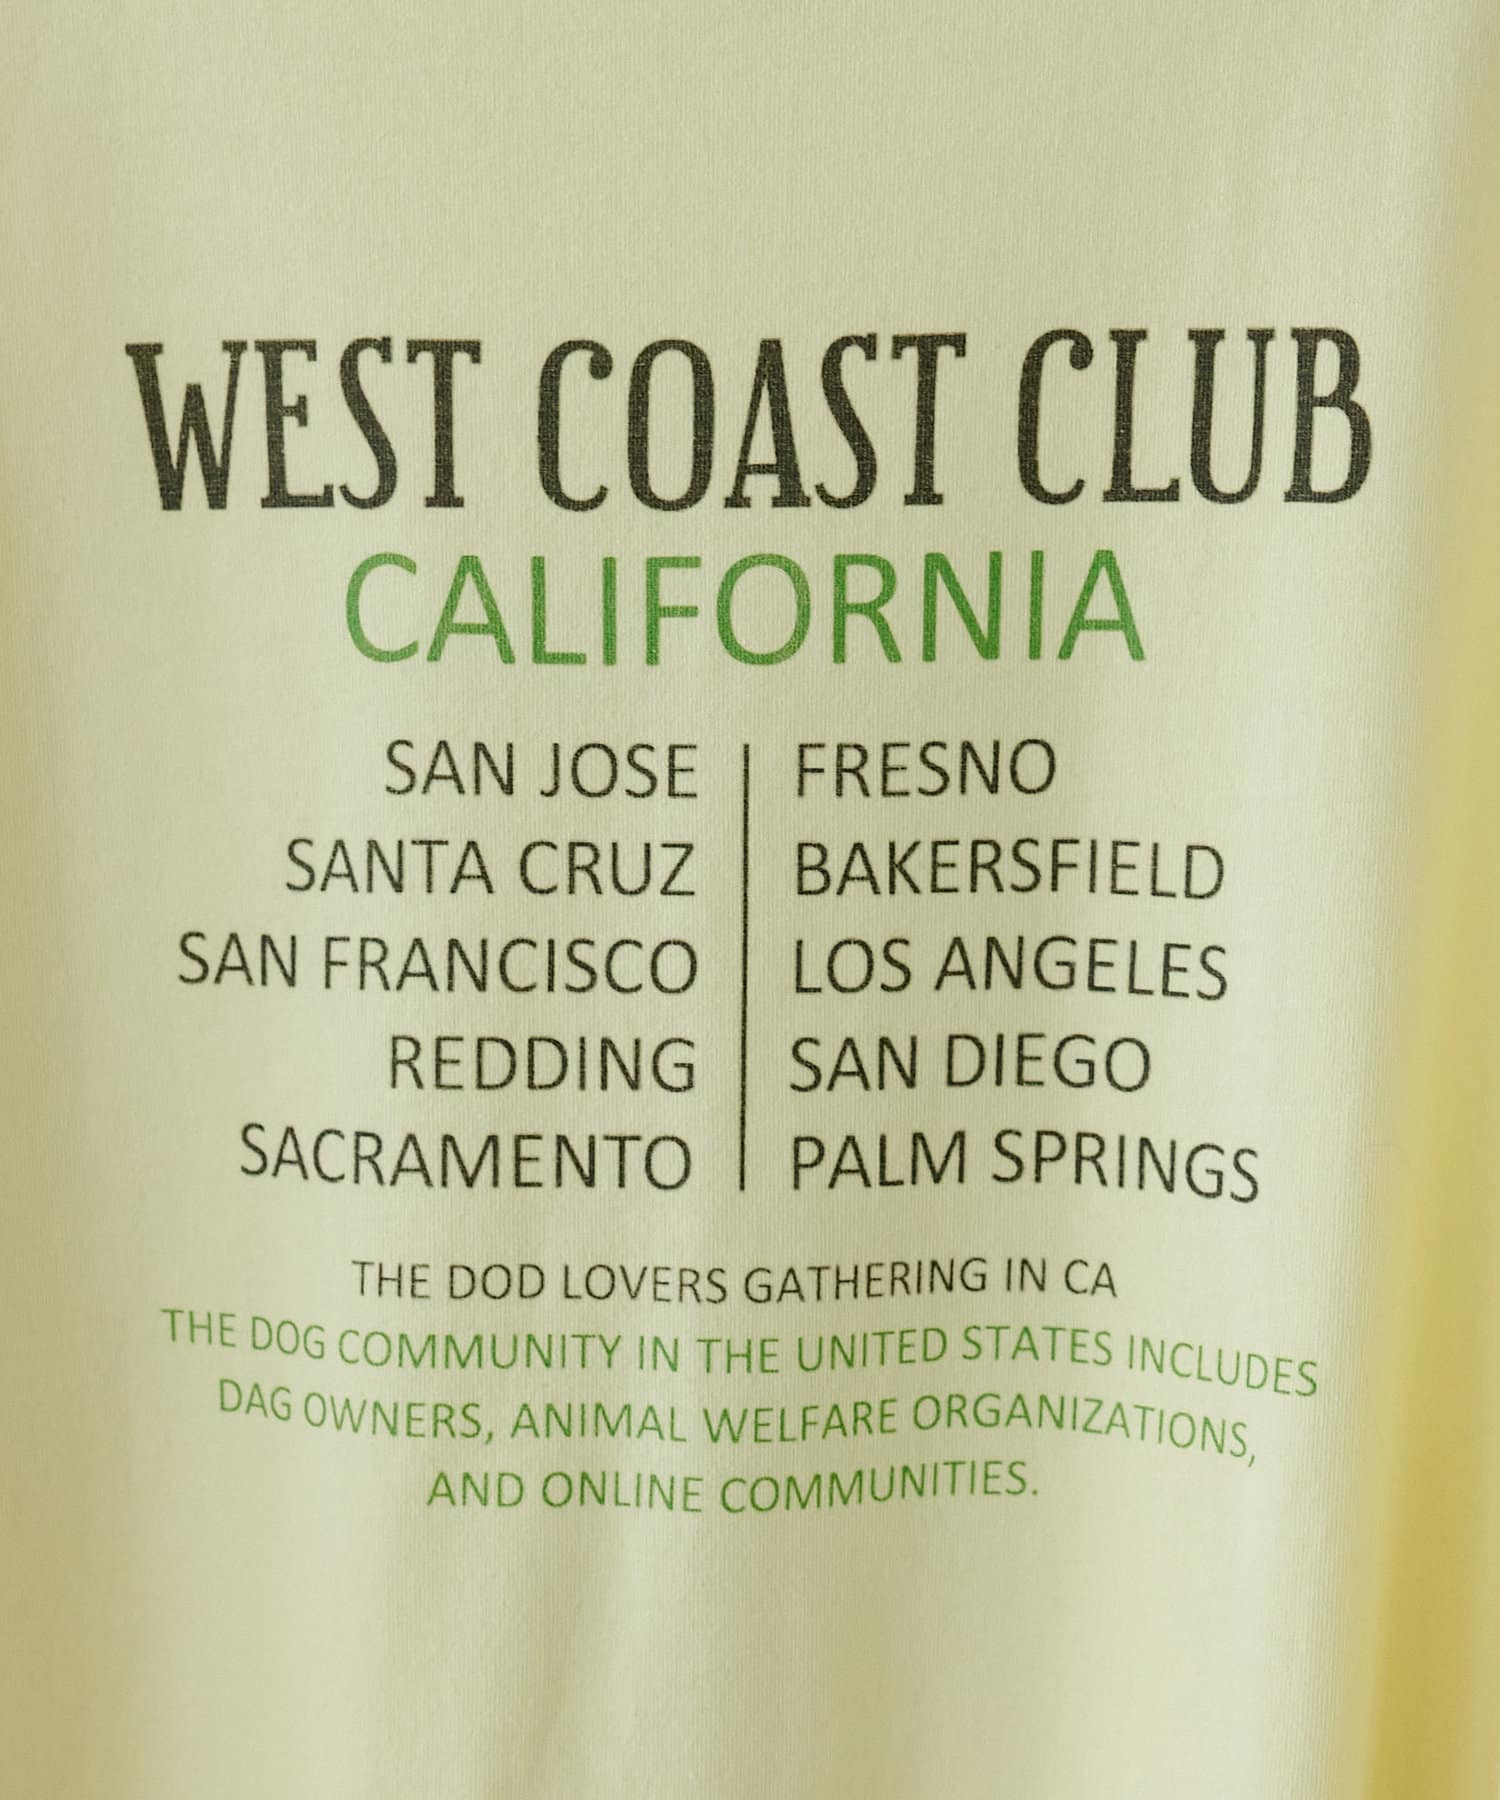 WEST COAST CLUB
CALIFORNIA
SAN JOSE
SANTA CRUZ
SAN FRANCISCO
REDDING
SACRAMENTO
FRESNO
BAKERSFIELD
LOS ANGELES
SAN DIEGO
PALM SPRINGS
THE DOD LOVERS GATHERING IN CA
THE DOG COMMUNITY IN THE UNITED STATES INCLUDES
DAG OWNERS, ANIMAL WELFARE ORGANIZATIONS,
AND ONLINE COMMUNITIES.